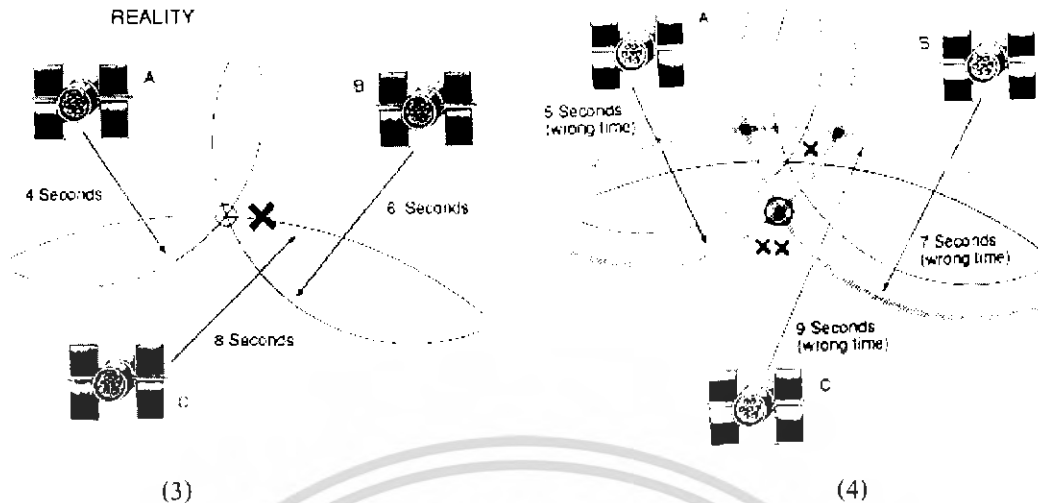 REALITY
A
B
4 Seconds
6 Seconds
X
8 Seconds
C
(3)
A
B
5 Seconds
(wrong time)
X
XX
7 Seconds
(wrong time)
9 Seconds
(wrong time)
C
(4)